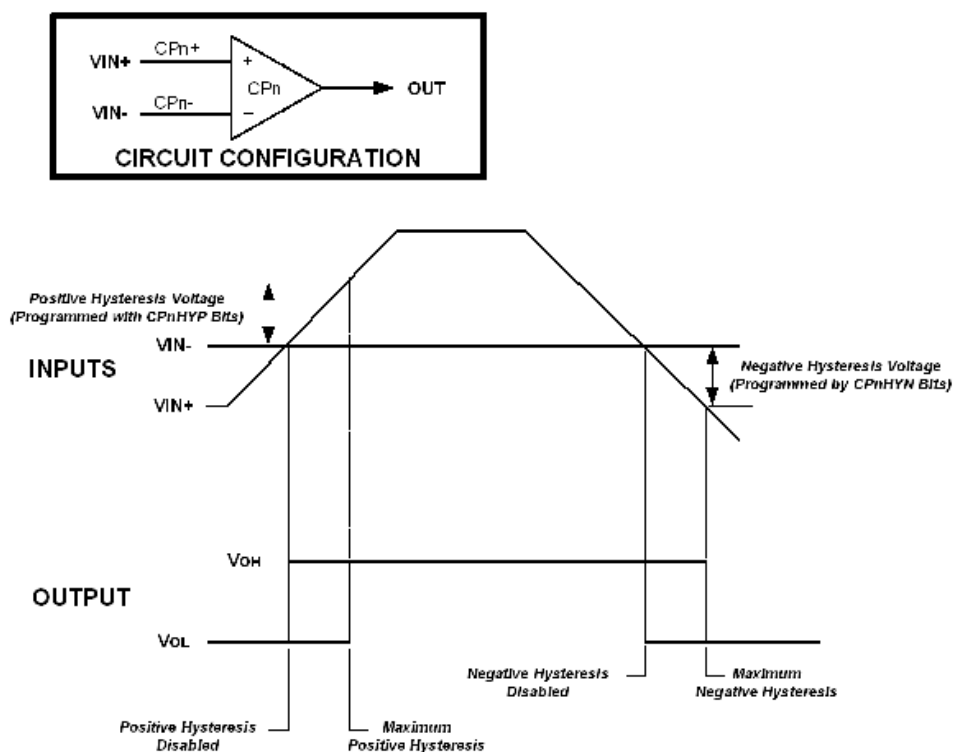 CPn+
VIN+
+
CPn
OUT
CPn-
VIN-
−
CIRCUIT CONFIGURATION
Positive Hysteresis Voltage
(Programmed with CPnHYP Bits)
VIN-
INPUTS
Negative Hysteresis Voltage
(Programmed by CPnHYN Bits)
VIN+
VOH
OUTPUT
VOL
Negative Hysteresis
Disabled
Maximum
Negative Hysteresis
Positive Hysteresis
Disabled
Maximum
Positive Hysteresis